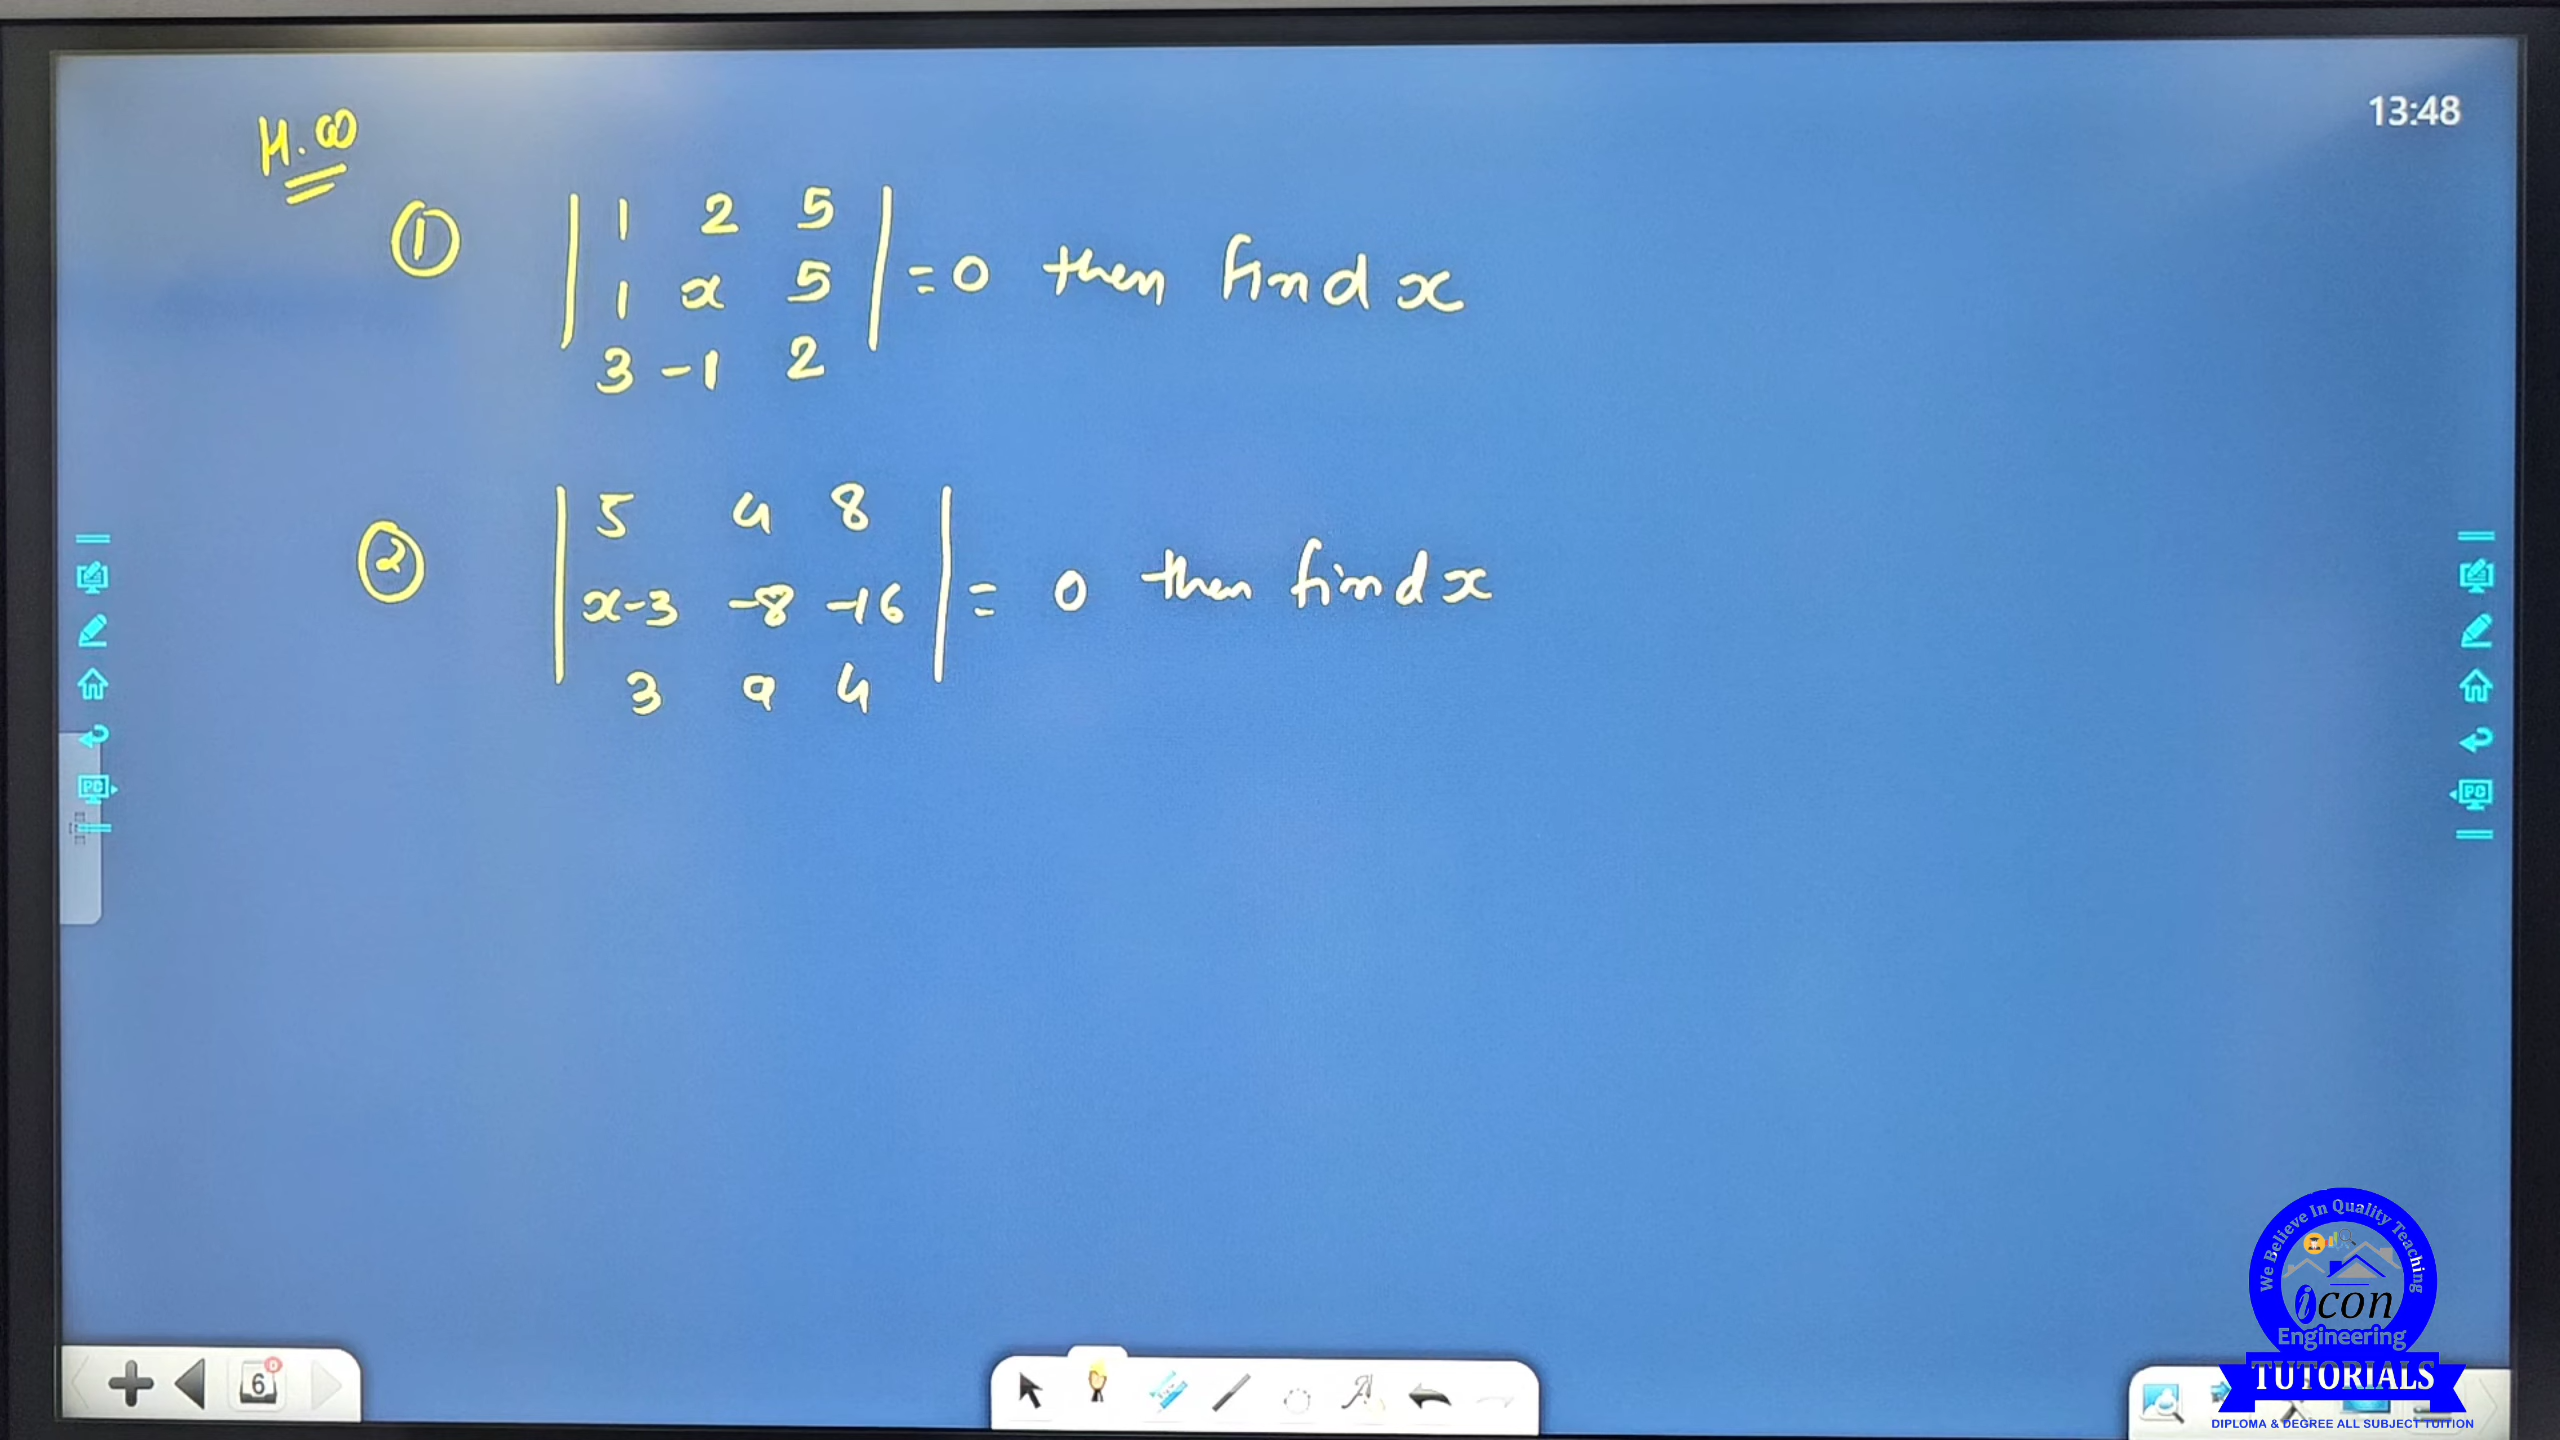 13:48
H.W
① | 1 2 5 |
| 1 x 5 | = 0 then find x
3 -1 2
② | 5 4 8 |
| x-3 -8 -16 | = 0 then find x
3 9 4
PC
PC
6
We Believe In Quality Teaching
icon
Engineering
TUTORIALS
DIPLOMA & DEGREE ALL SUBJECT TUITION